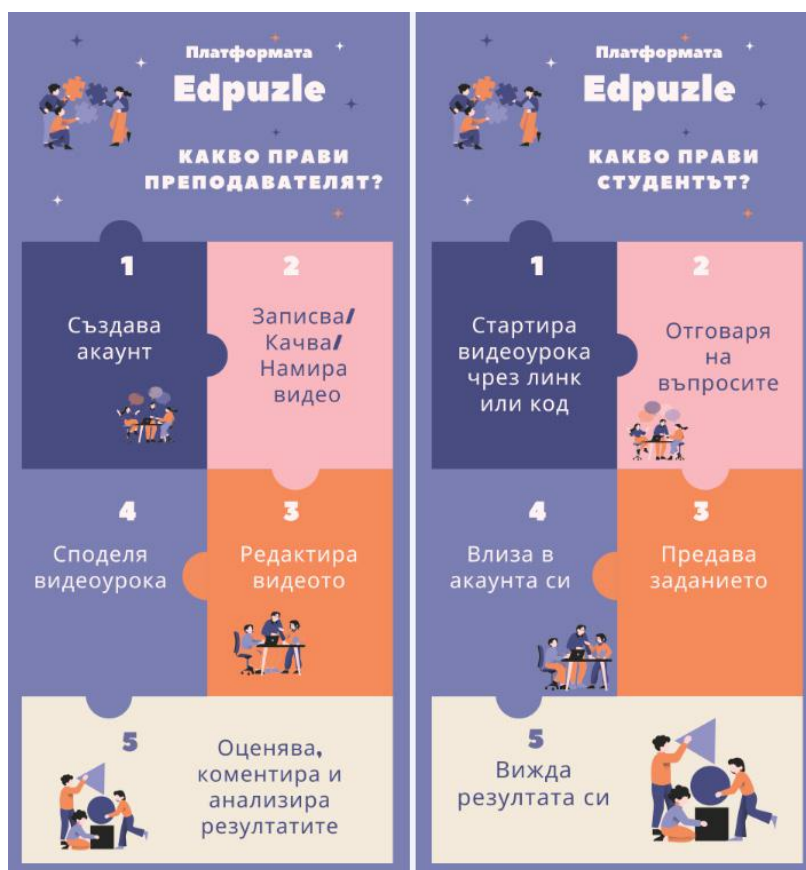 Платформата
Edpuzle
КАКВО ПРАВИ
ПРЕПОДАВАТЕЛЯТ?
1
Създава
акаунт
2
Записва/
Качва/
Намира
видео
3
Редактира
видеото
4
Споделя
видеоурока
5
Оценява,
коментира и
анализира
резултатите
Платформата
Edpuzle
КАКВО ПРАВИ
СТУДЕНТЪТ?
1
Стартира
видеоурока
чрез линк
или код
2
Отговаря
на
въпросите
3
Предава
заданието
4
Влиза в
акаунта си
5
Вижда
резултата си